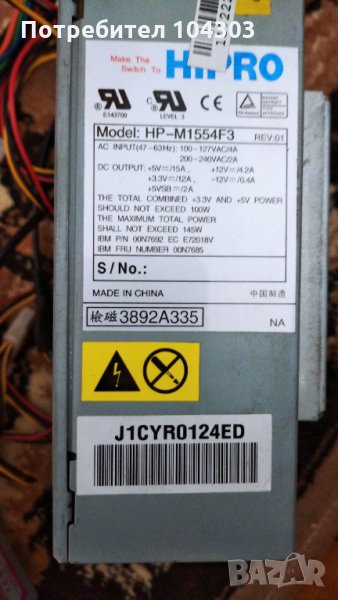 Потребител 1254303
Make The
Switch To
HIPRO
E143709
LEVEL 3
Model: HP-M1554F3 REV:01
AC INPUT(47-63Hz): 100-127VAC/4A
200-240VAC/2A
DC OUTPUT: +5V⎓/15A , +12V⎓/4.2A
+3.3V⎓/12A , -12V⎓/0.4A
+5VSB⎓/2A
THE TOTAL COMBINED +3.3V AND +5V POWER
SHOULD NOT EXCEED 100W
THE MAXIMUM TOTAL POWER
SHALL NOT EXCEED 145W
IBM P/N 00N7692 EC E72018V
IBM FRU NUMBER 00N7685
S/No.:
MADE IN CHINA 中国制造
檢磁 3892A335 NA
J1CYR0124ED
BAZAR.BG